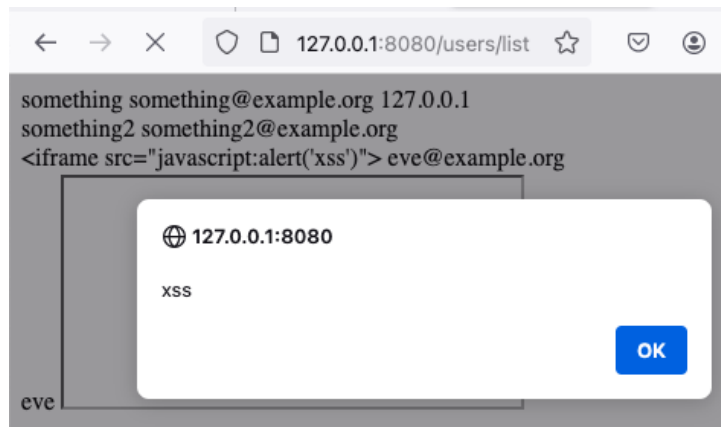 127.0.0.1:8080/users/list
something something@example.org 127.0.0.1
something2 something2@example.org
<iframe src="javascript:alert('xss')"> eve@example.org
127.0.0.1:8080
xss
OK
eve